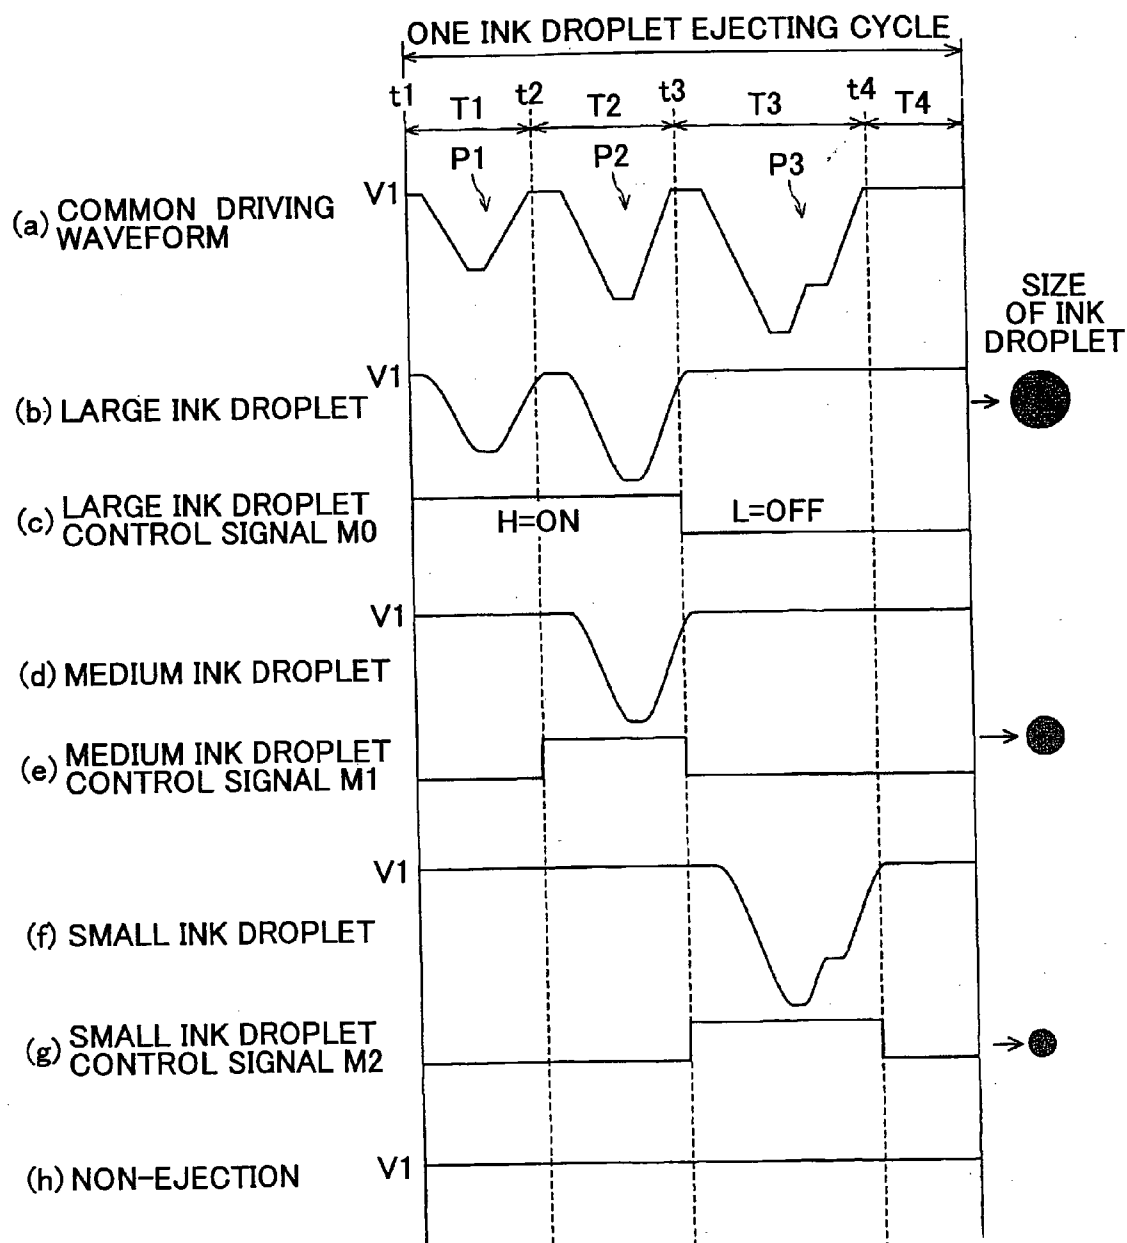 ONE INK DROPLET EJECTING CYCLE
t1 t2 t3 t4
T1 T2 T3 T4
P1 P2 P3
V1
(a) COMMON DRIVING
WAVEFORM
SIZE
OF INK
DROPLET
V1
(b) LARGE INK DROPLET
(c) LARGE INK DROPLET
CONTROL SIGNAL M0
H=ON L=OFF
V1
(d) MEDIUM INK DROPLET
(e) MEDIUM INK DROPLET
CONTROL SIGNAL M1
V1
(f) SMALL INK DROPLET
(g) SMALL INK DROPLET
CONTROL SIGNAL M2
(h) NON-EJECTION V1